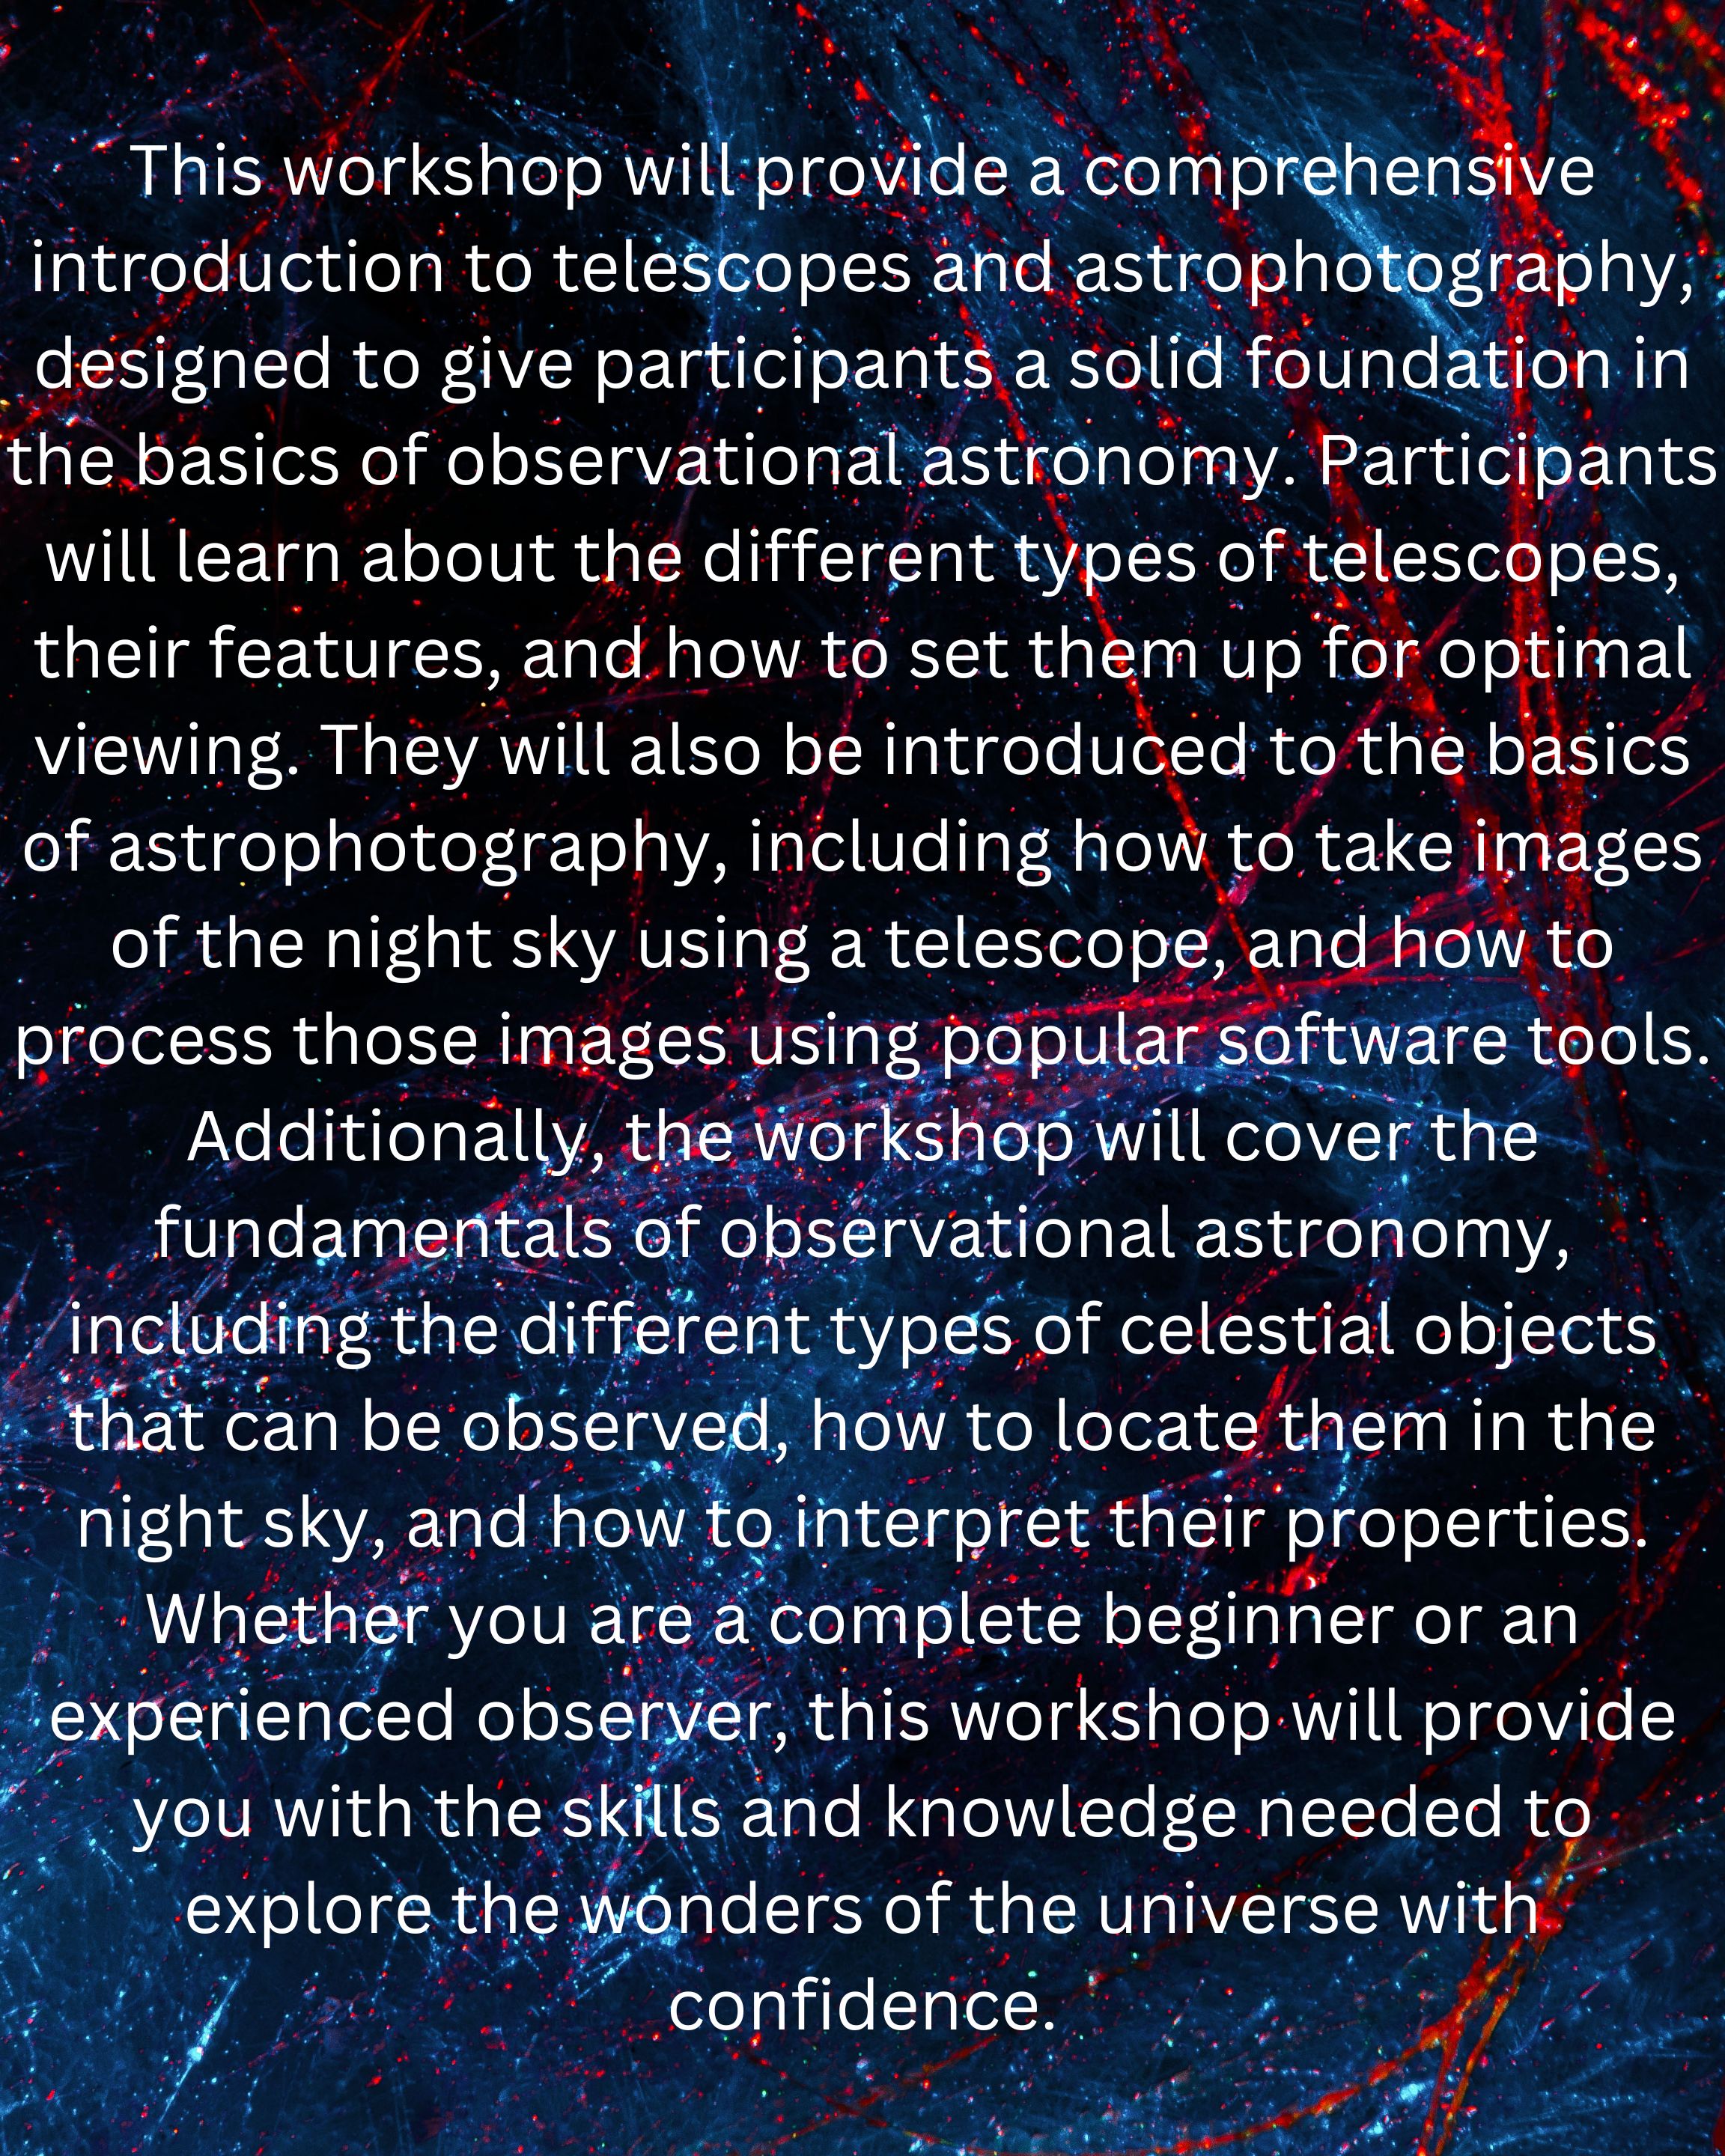 This workshop will provide a comprehensive
introduction to telescopes and astrophotography,
designed to give participants a solid foundation in
the basics of observational astronomy. Participants
will learn about the different types of telescopes,
their features, and how to set them up for optimal
viewing. They will also be introduced to the basics
of astrophotography, including how to take images
of the night sky using a telescope, and how to
process those images using popular software tools.
Additionally, the workshop will cover the
fundamentals of observational astronomy,
including the different types of celestial objects
that can be observed, how to locate them in the
night sky, and how to interpret their properties.
Whether you are a complete beginner or an
experienced observer, this workshop will provide
you with the skills and knowledge needed to
explore the wonders of the universe with
confidence.